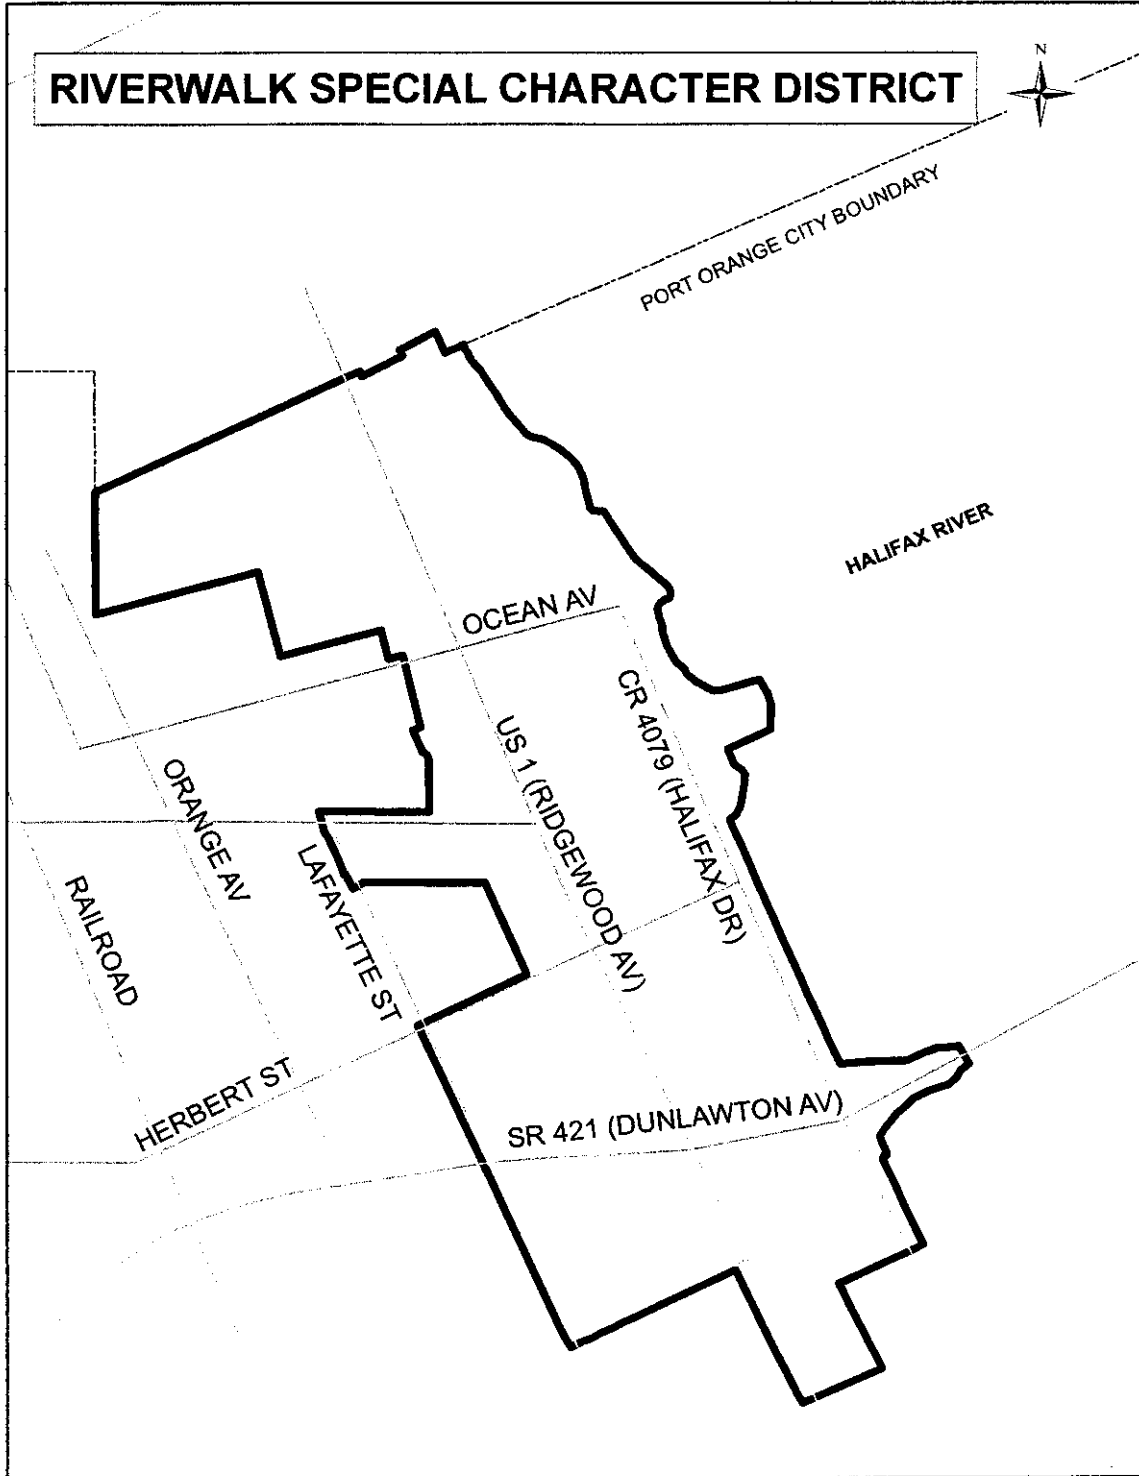 N
RIVERWALK SPECIAL CHARACTER DISTRICT
PORT ORANGE CITY BOUNDARY
HALIFAX RIVER
OCEAN AV
CR 4079 (HALIFAX DR)
US 1 (RIDGEWOOD AV)
ORANGE AV
LAFAYETTE ST
RAILROAD
HERBERT ST
SR 421 (DUNLAWTON AV)